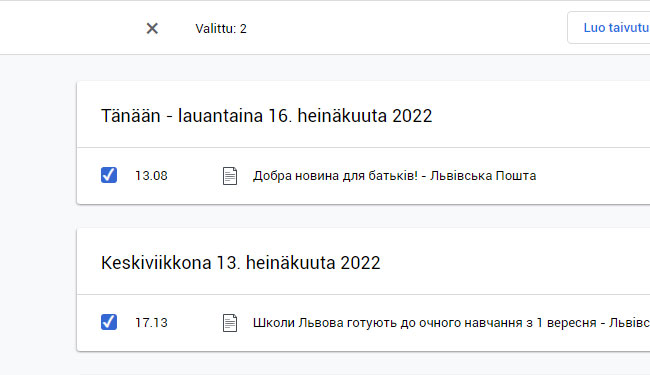 Valittu: 2
Luo taivutu
Tänään - lauantaina 16. heinäkuuta 2022
13.08 Добра новина для батьків! - Львівська Пошта
Keskiviikkona 13. heinäkuuta 2022
17.13 Школи Львова готують до очного навчання з 1 вересня - Львівс